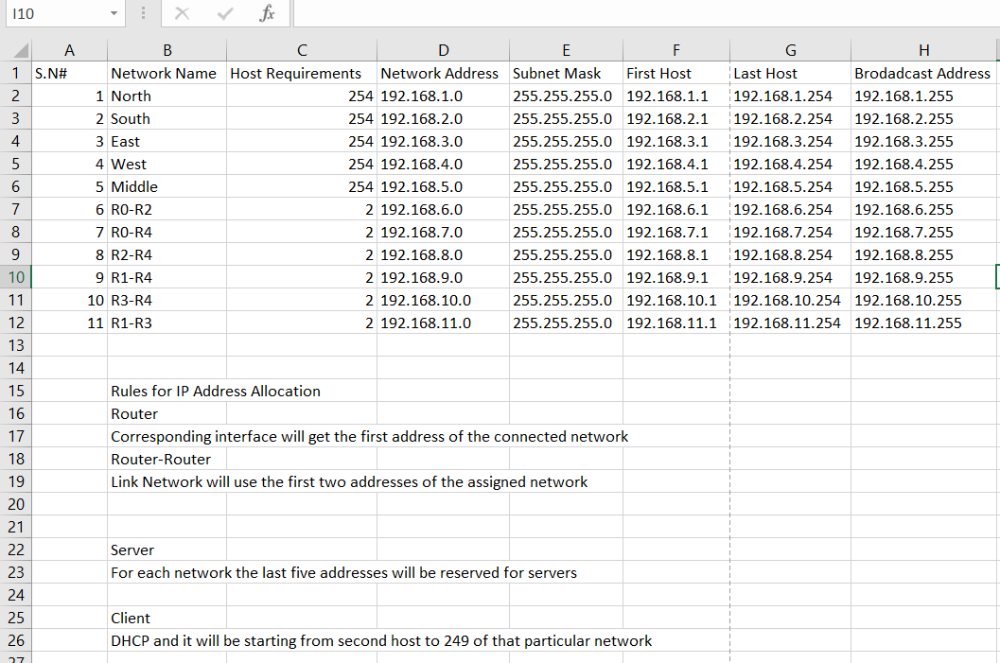 I10 fx
A B C D E F G H
1 S.N# Network Name Host Requirements Network Address Subnet Mask First Host Last Host Brodadcast Address
2 1 North 254 192.168.1.0 255.255.255.0 192.168.1.1 192.168.1.254 192.168.1.255
3 2 South 254 192.168.2.0 255.255.255.0 192.168.2.1 192.168.2.254 192.168.2.255
4 3 East 254 192.168.3.0 255.255.255.0 192.168.3.1 192.168.3.254 192.168.3.255
5 4 West 254 192.168.4.0 255.255.255.0 192.168.4.1 192.168.4.254 192.168.4.255
6 5 Middle 254 192.168.5.0 255.255.255.0 192.168.5.1 192.168.5.254 192.168.5.255
7 6 R0-R2 2 192.168.6.0 255.255.255.0 192.168.6.1 192.168.6.254 192.168.6.255
8 7 R0-R4 2 192.168.7.0 255.255.255.0 192.168.7.1 192.168.7.254 192.168.7.255
9 8 R2-R4 2 192.168.8.0 255.255.255.0 192.168.8.1 192.168.8.254 192.168.8.255
10 9 R1-R4 2 192.168.9.0 255.255.255.0 192.168.9.1 192.168.9.254 192.168.9.255
11 10 R3-R4 2 192.168.10.0 255.255.255.0 192.168.10.1 192.168.10.254 192.168.10.255
12 11 R1-R3 2 192.168.11.0 255.255.255.0 192.168.11.1 192.168.11.254 192.168.11.255
13
14
15 Rules for IP Address Allocation
16 Router
17 Corresponding interface will get the first address of the connected network
18 Router-Router
19 Link Network will use the first two addresses of the assigned network
20
21
22 Server
23 For each network the last five addresses will be reserved for servers
24
25 Client
26 DHCP and it will be starting from second host to 249 of that particular network
27